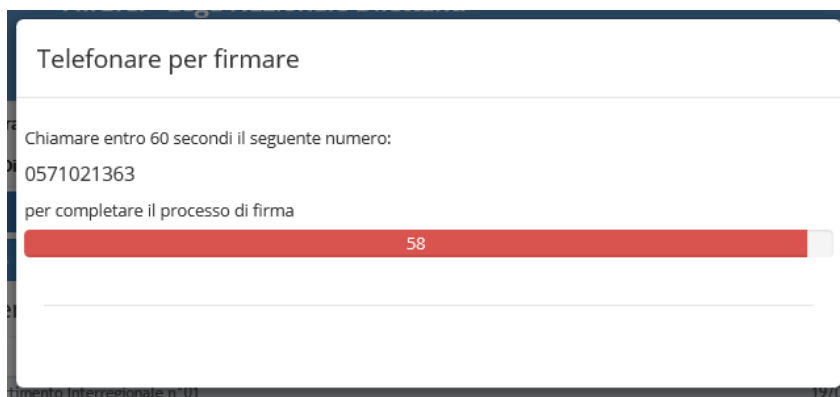 Telefonare per firmare
Chiamare entro 60 secondi il seguente numero:
0571021363
per completare il processo di firma
58